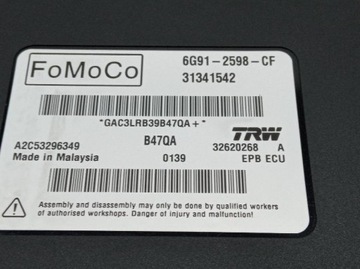 FoMoCo
6G91-2598-CF
31341542
*GAC3LRB39B47QA+*
A2C53296349
B47QA
TRW
32620268 A
Made in Malaysia
0139
EPB ECU
Assembly and disassembly may only be obtained by qualified workers
of authorised workshops. Danger of injury and malfunction!